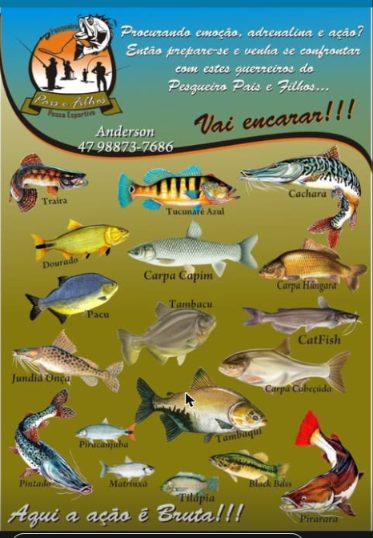 Procurando emoção, adrenalina e ação?
Então prepare-se e venha se confrontar
com estes guerreiros do
Pesqueiro Pais e Filhos...
Pesqueiro
Pais e Filhos
Pesca Esportiva
Vai encarar!!!
Anderson
47 98873-7686
Traíra
Tucunaré Azul
Cachara
Dourado
Carpa Capim
Carpa Húngara
Pacu
Tambacu
CatFish
Jundiá Onça
Carpa Cabeçuda
Tambaqui
Piracanjuba
Pintado
Matrinxã
Tilápia
Black Bass
Pirarara
Aqui a ação é Bruta!!!